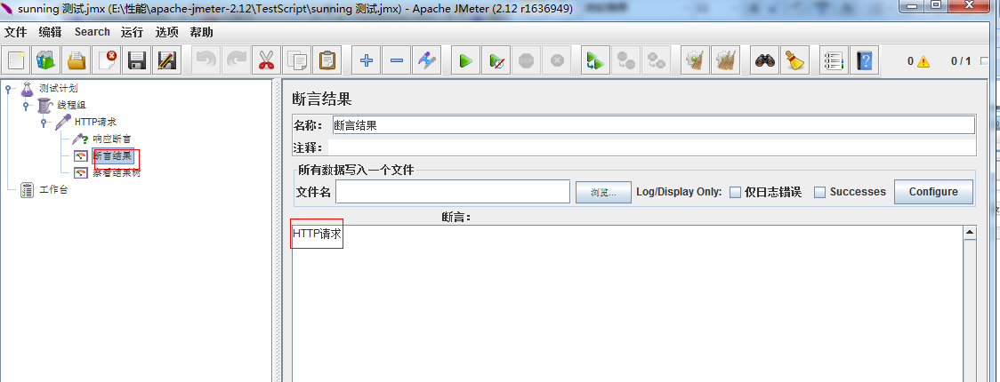 sunning 测试.jmx (E:\性能\apache-jmeter-2.12\TestScript\sunning 测试.jmx) - Apache JMeter (2.12 r1636949)
文件 编辑 Search 运行 选项 帮助
0 0 / 1
测试计划
线程组
HTTP请求
响应断言
断言结果
察看结果树
工作台
断言结果
名称： 断言结果
注释：
所有数据写入一个文件
文件名 浏览... Log/Display Only: 仅日志错误 Successes Configure
断言：
HTTP请求